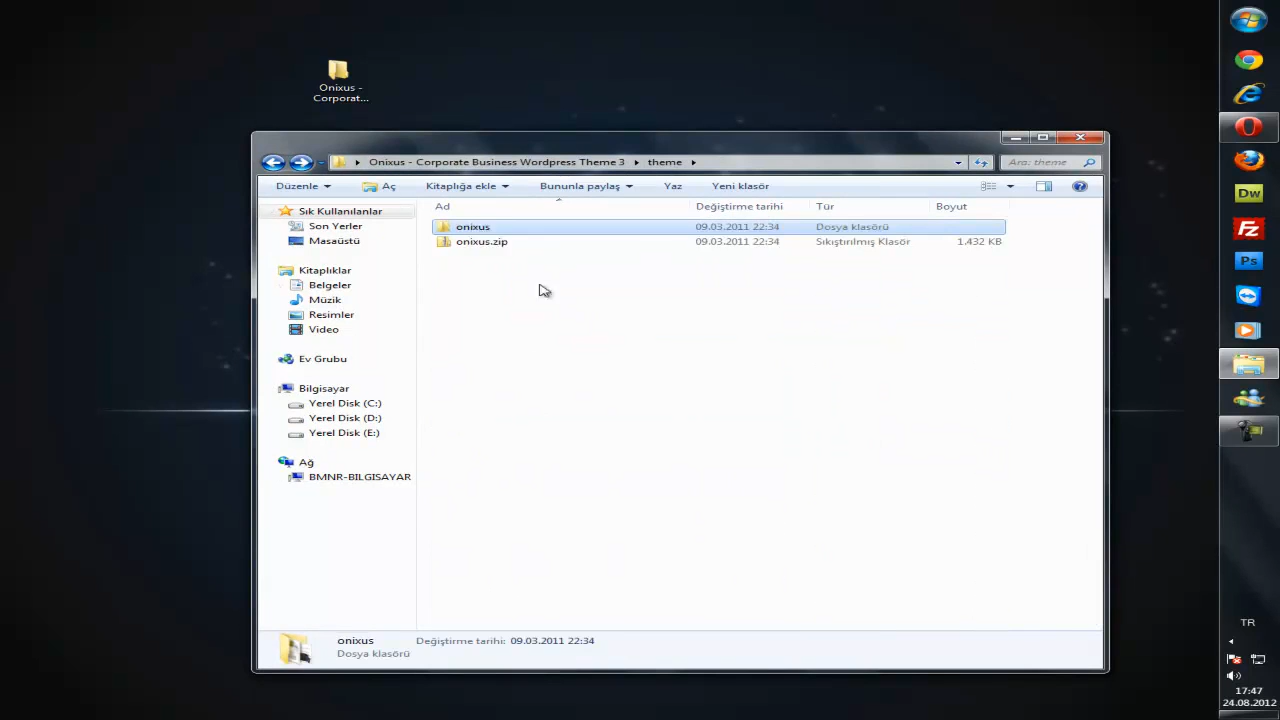 Onixus -
Corporat...
Onixus - Corporate Business Wordpress Theme 3 theme
Ara: theme
Düzenle Aç Kitaplığa ekle Bununla paylaş Yaz Yeni klasör
Ad Değiştirme tarihi Tür Boyut
onixus 09.03.2011 22:34 Dosya klasörü
onixus.zip 09.03.2011 22:34 Sıkıştırılmış Klasör 1.432 KB
Sık Kullanılanlar
Son Yerler
Masaüstü
Kitaplıklar
Belgeler
Müzik
Resimler
Video
Ev Grubu
Bilgisayar
Yerel Disk (C:)
Yerel Disk (D:)
Yerel Disk (E:)
Ağ
BMNR-BILGISAYAR
onixus Değiştirme tarihi: 09.03.2011 22:34
Dosya klasörü
Dw
Fz
Ps
TR
17:47
24.08.2012